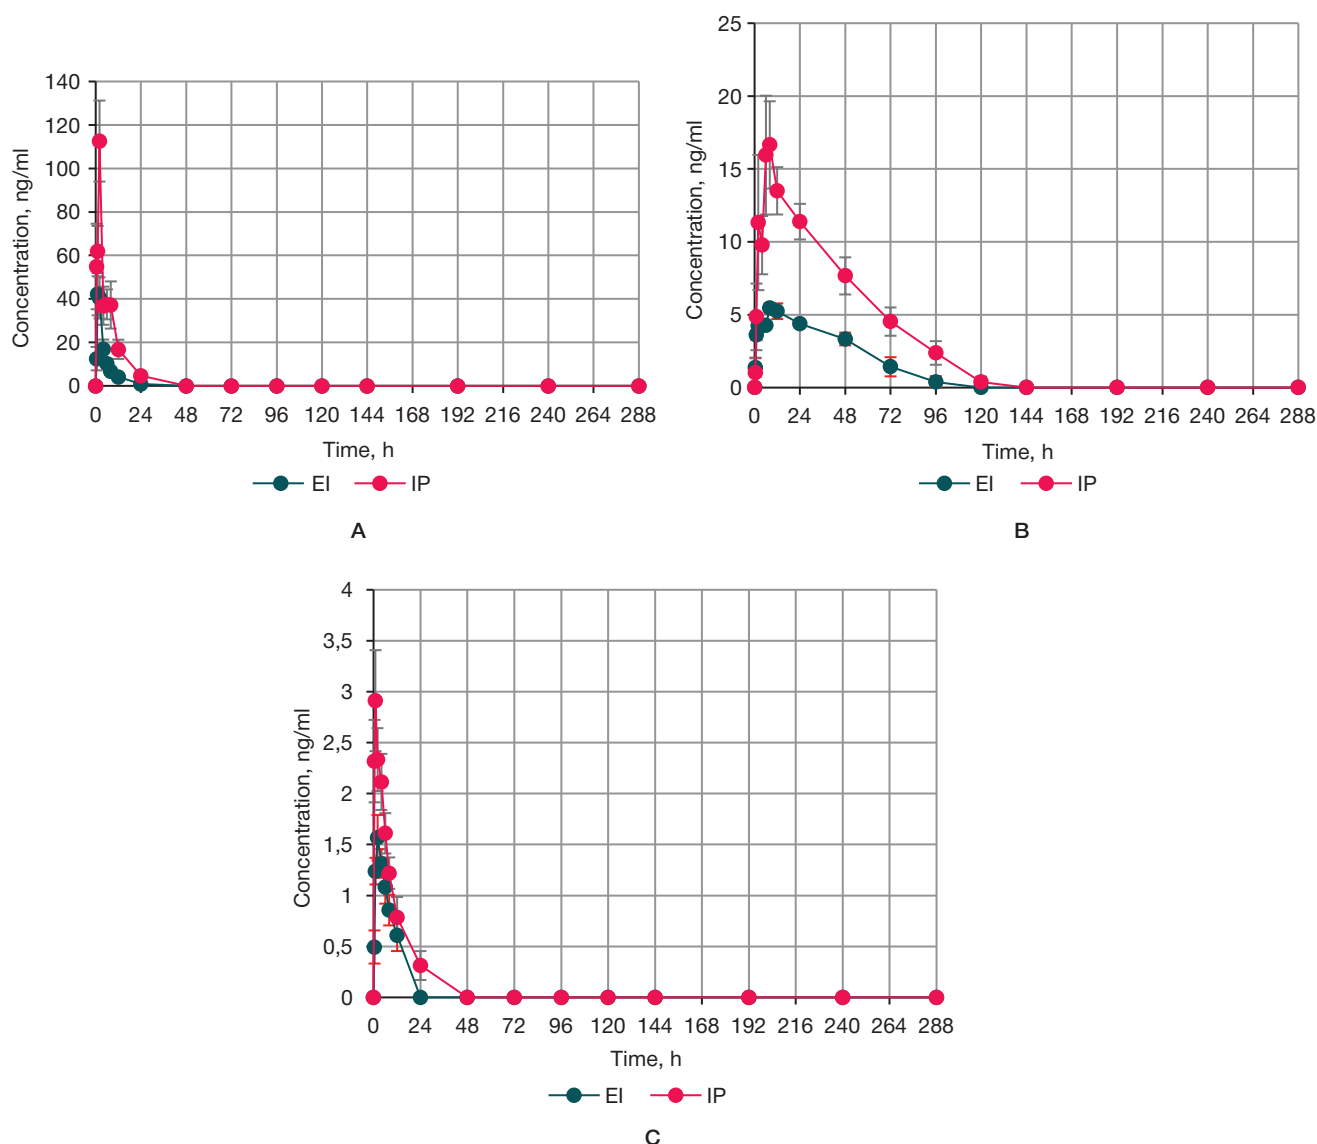 Concentration, ng/ml
140
120
100
80
60
40
20
0
0 24 48 72 96 120 144 168 192 216 240 264 288
Time, h
EI IP
A
Concentration, ng/ml
25
20
15
10
5
0
0 24 48 72 96 120 144 168 192 216 240 264 288
Time, h
EI IP
B
Concentration, ng/ml
4
3,5
3
2,5
2
1,5
1
0,5
0
0 24 48 72 96 120 144 168 192 216 240 264 288
Time, h
EI IP
C